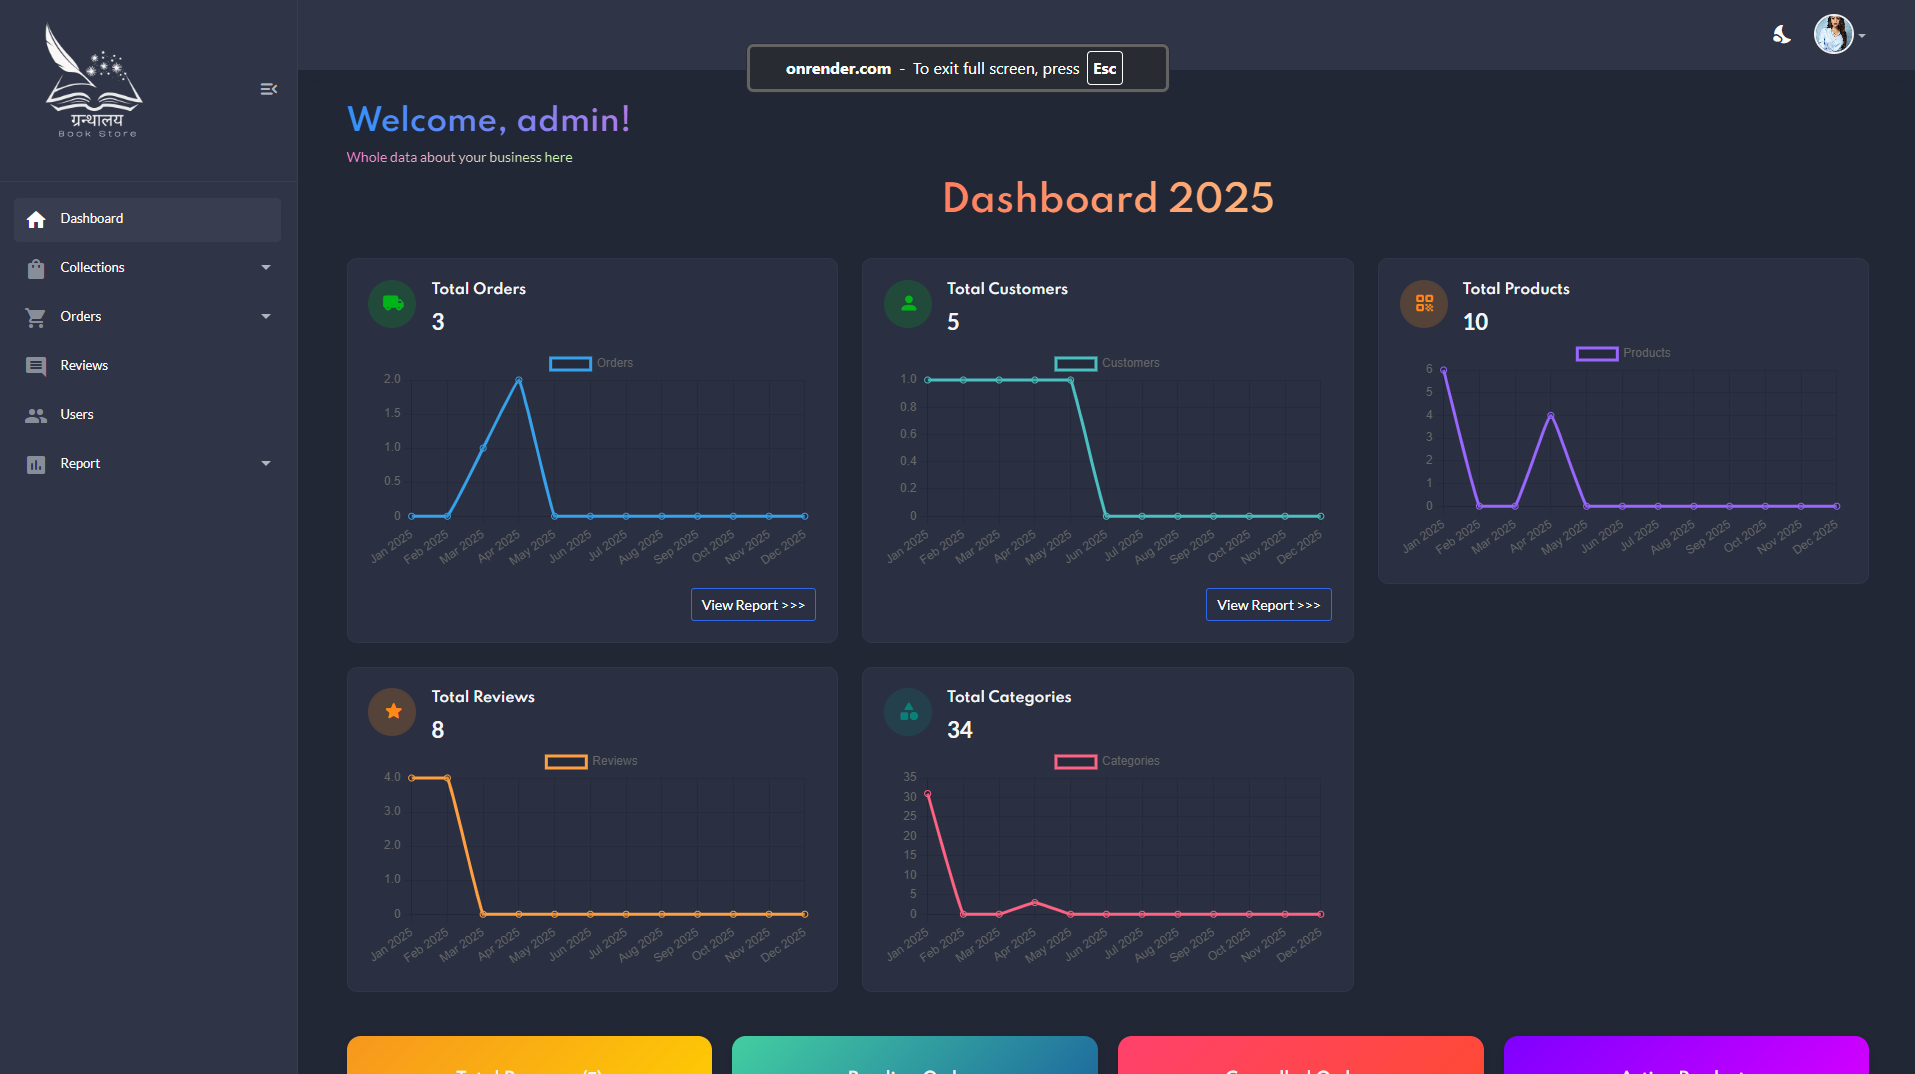 ग्रन्थालय
Book Store
onrender.com - To exit full screen, press Esc
Welcome, admin!
Whole data about your business here
Dashboard 2025
Dashboard
Collections
Orders
Reviews
Users
Report
Total Orders
3
Orders
2.0
1.5
1.0
0.5
0
Jan 2025 Feb 2025 Mar 2025 Apr 2025 May 2025 Jun 2025 Jul 2025 Aug 2025 Sep 2025 Oct 2025 Nov 2025 Dec 2025
View Report >>>
Total Customers
5
Customers
1.0
0.8
0.6
0.4
0.2
0
Jan 2025 Feb 2025 Mar 2025 Apr 2025 May 2025 Jun 2025 Jul 2025 Aug 2025 Sep 2025 Oct 2025 Nov 2025 Dec 2025
View Report >>>
Total Products
10
Products
6
5
4
3
2
1
0
Jan 2025 Feb 2025 Mar 2025 Apr 2025 May 2025 Jun 2025 Jul 2025 Aug 2025 Sep 2025 Oct 2025 Nov 2025 Dec 2025
Total Reviews
8
Reviews
4.0
3.0
2.0
1.0
0
Jan 2025 Feb 2025 Mar 2025 Apr 2025 May 2025 Jun 2025 Jul 2025 Aug 2025 Sep 2025 Oct 2025 Nov 2025 Dec 2025
Total Categories
34
Categories
35
30
25
20
15
10
5
0
Jan 2025 Feb 2025 Mar 2025 Apr 2025 May 2025 Jun 2025 Jul 2025 Aug 2025 Sep 2025 Oct 2025 Nov 2025 Dec 2025